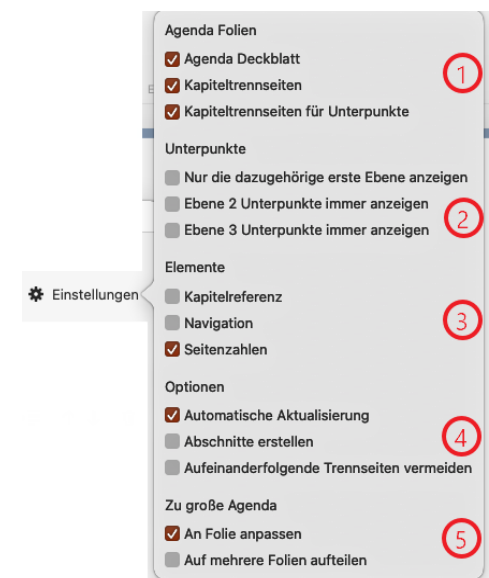 Agenda Folien
Agenda Deckblatt
1
Kapiteltrennseiten
Kapiteltrennseiten für Unterpunkte
Unterpunkte
Nur die dazugehörige erste Ebene anzeigen
Ebene 2 Unterpunkte immer anzeigen
2
Ebene 3 Unterpunkte immer anzeigen
Elemente
Einstellungen
Kapitelreferenz
Navigation
3
Seitenzahlen
Optionen
Automatische Aktualisierung
Abschnitte erstellen
4
Aufeinanderfolgende Trennseiten vermeiden
Zu große Agenda
An Folie anpassen
5
Auf mehrere Folien aufteilen